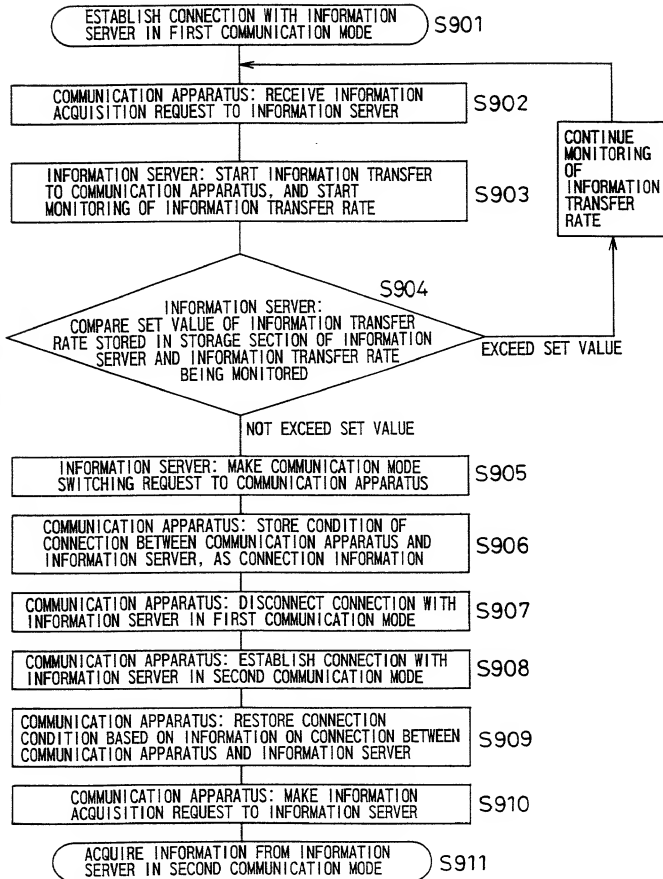 ESTABLISH CONNECTION WITH INFORMATION
SERVER IN FIRST COMMUNICATION MODE
S901
COMMUNICATION APPARATUS: RECEIVE INFORMATION
ACQUISITION REQUEST TO INFORMATION SERVER
S902
CONTINUE
MONITORING
OF
INFORMATION
TRANSFER
RATE
INFORMATION SERVER: START INFORMATION TRANSFER
TO COMMUNICATION APPARATUS, AND START
MONITORING OF INFORMATION TRANSFER RATE
S903
S904
INFORMATION SERVER:
COMPARE SET VALUE OF INFORMATION TRANSFER
RATE STORED IN STORAGE SECTION OF INFORMATION
SERVER AND INFORMATION TRANSFER RATE
BEING MONITORED
EXCEED SET VALUE
NOT EXCEED SET VALUE
INFORMATION SERVER: MAKE COMMUNICATION MODE
SWITCHING REQUEST TO COMMUNICATION APPARATUS
S905
COMMUNICATION APPARATUS: STORE CONDITION OF
CONNECTION BETWEEN COMMUNICATION APPARATUS AND
INFORMATION SERVER, AS CONNECTION INFORMATION
S906
COMMUNICATION APPARATUS: DISCONNECT CONNECTION WITH
INFORMATION SERVER IN FIRST COMMUNICATION MODE
S907
COMMUNICATION APPARATUS: ESTABLISH CONNECTION WITH
INFORMATION SERVER IN SECOND COMMUNICATION MODE
S908
COMMUNICATION APPARATUS: RESTORE CONNECTION
CONDITION BASED ON INFORMATION ON CONNECTION BETWEEN
COMMUNICATION APPARATUS AND INFORMATION SERVER
S909
COMMUNICATION APPARATUS: MAKE INFORMATION
ACQUISITION REQUEST TO INFORMATION SERVER
S910
ACQUIRE INFORMATION FROM INFORMATION
SERVER IN SECOND COMMUNICATION MODE
S911